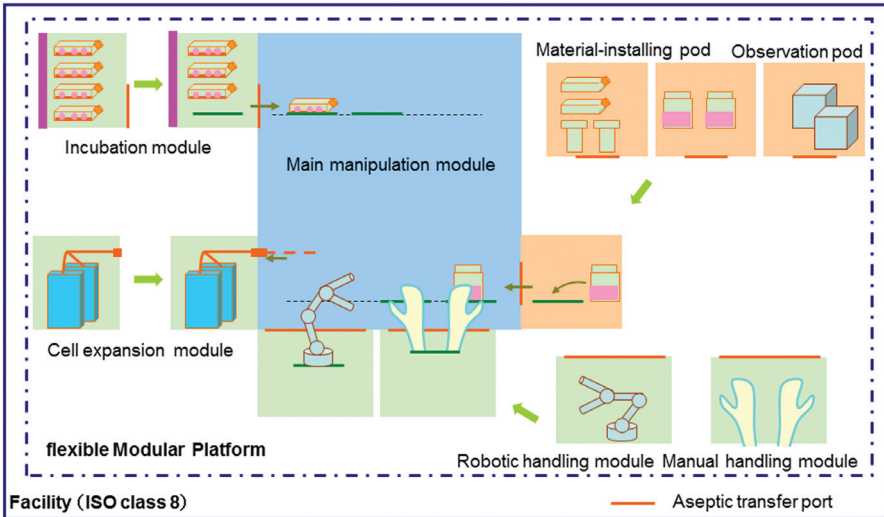 Material-installing pod
Observation pod
Incubation module
Main manipulation module
Cell expansion module
flexible Modular Platform
Robotic handling module
Manual handling module
Facility (ISO class 8)
Aseptic transfer port